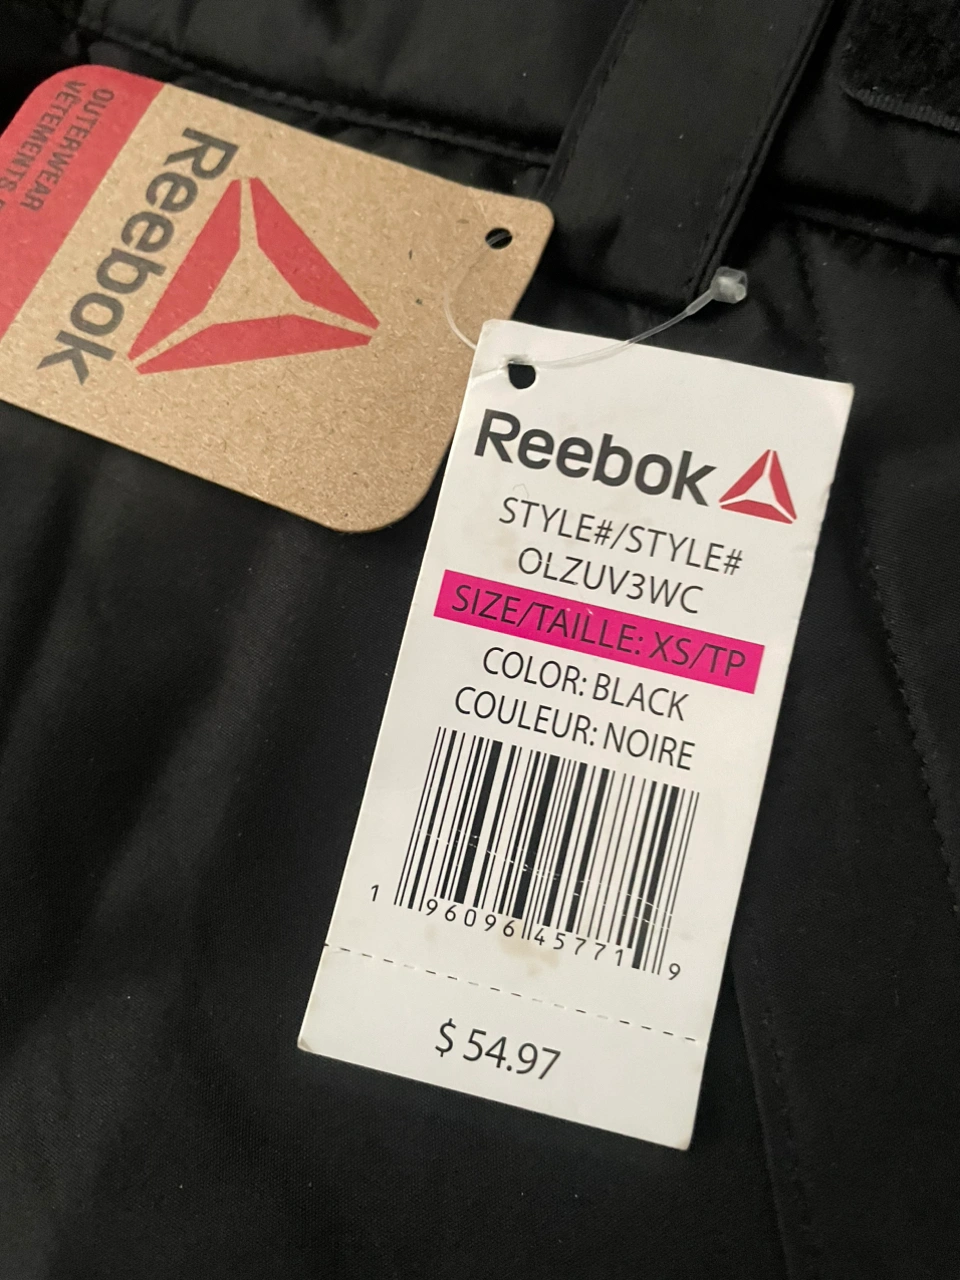 OUTERWEAR
VÊTEMENTS
Reebok
Reebok
STYLE#/STYLE#
OLZUV3WC
SIZE/TAILLE: XS/TP
COLOR: BLACK
COULEUR: NOIRE
1 96096 45771 9
$ 54.97